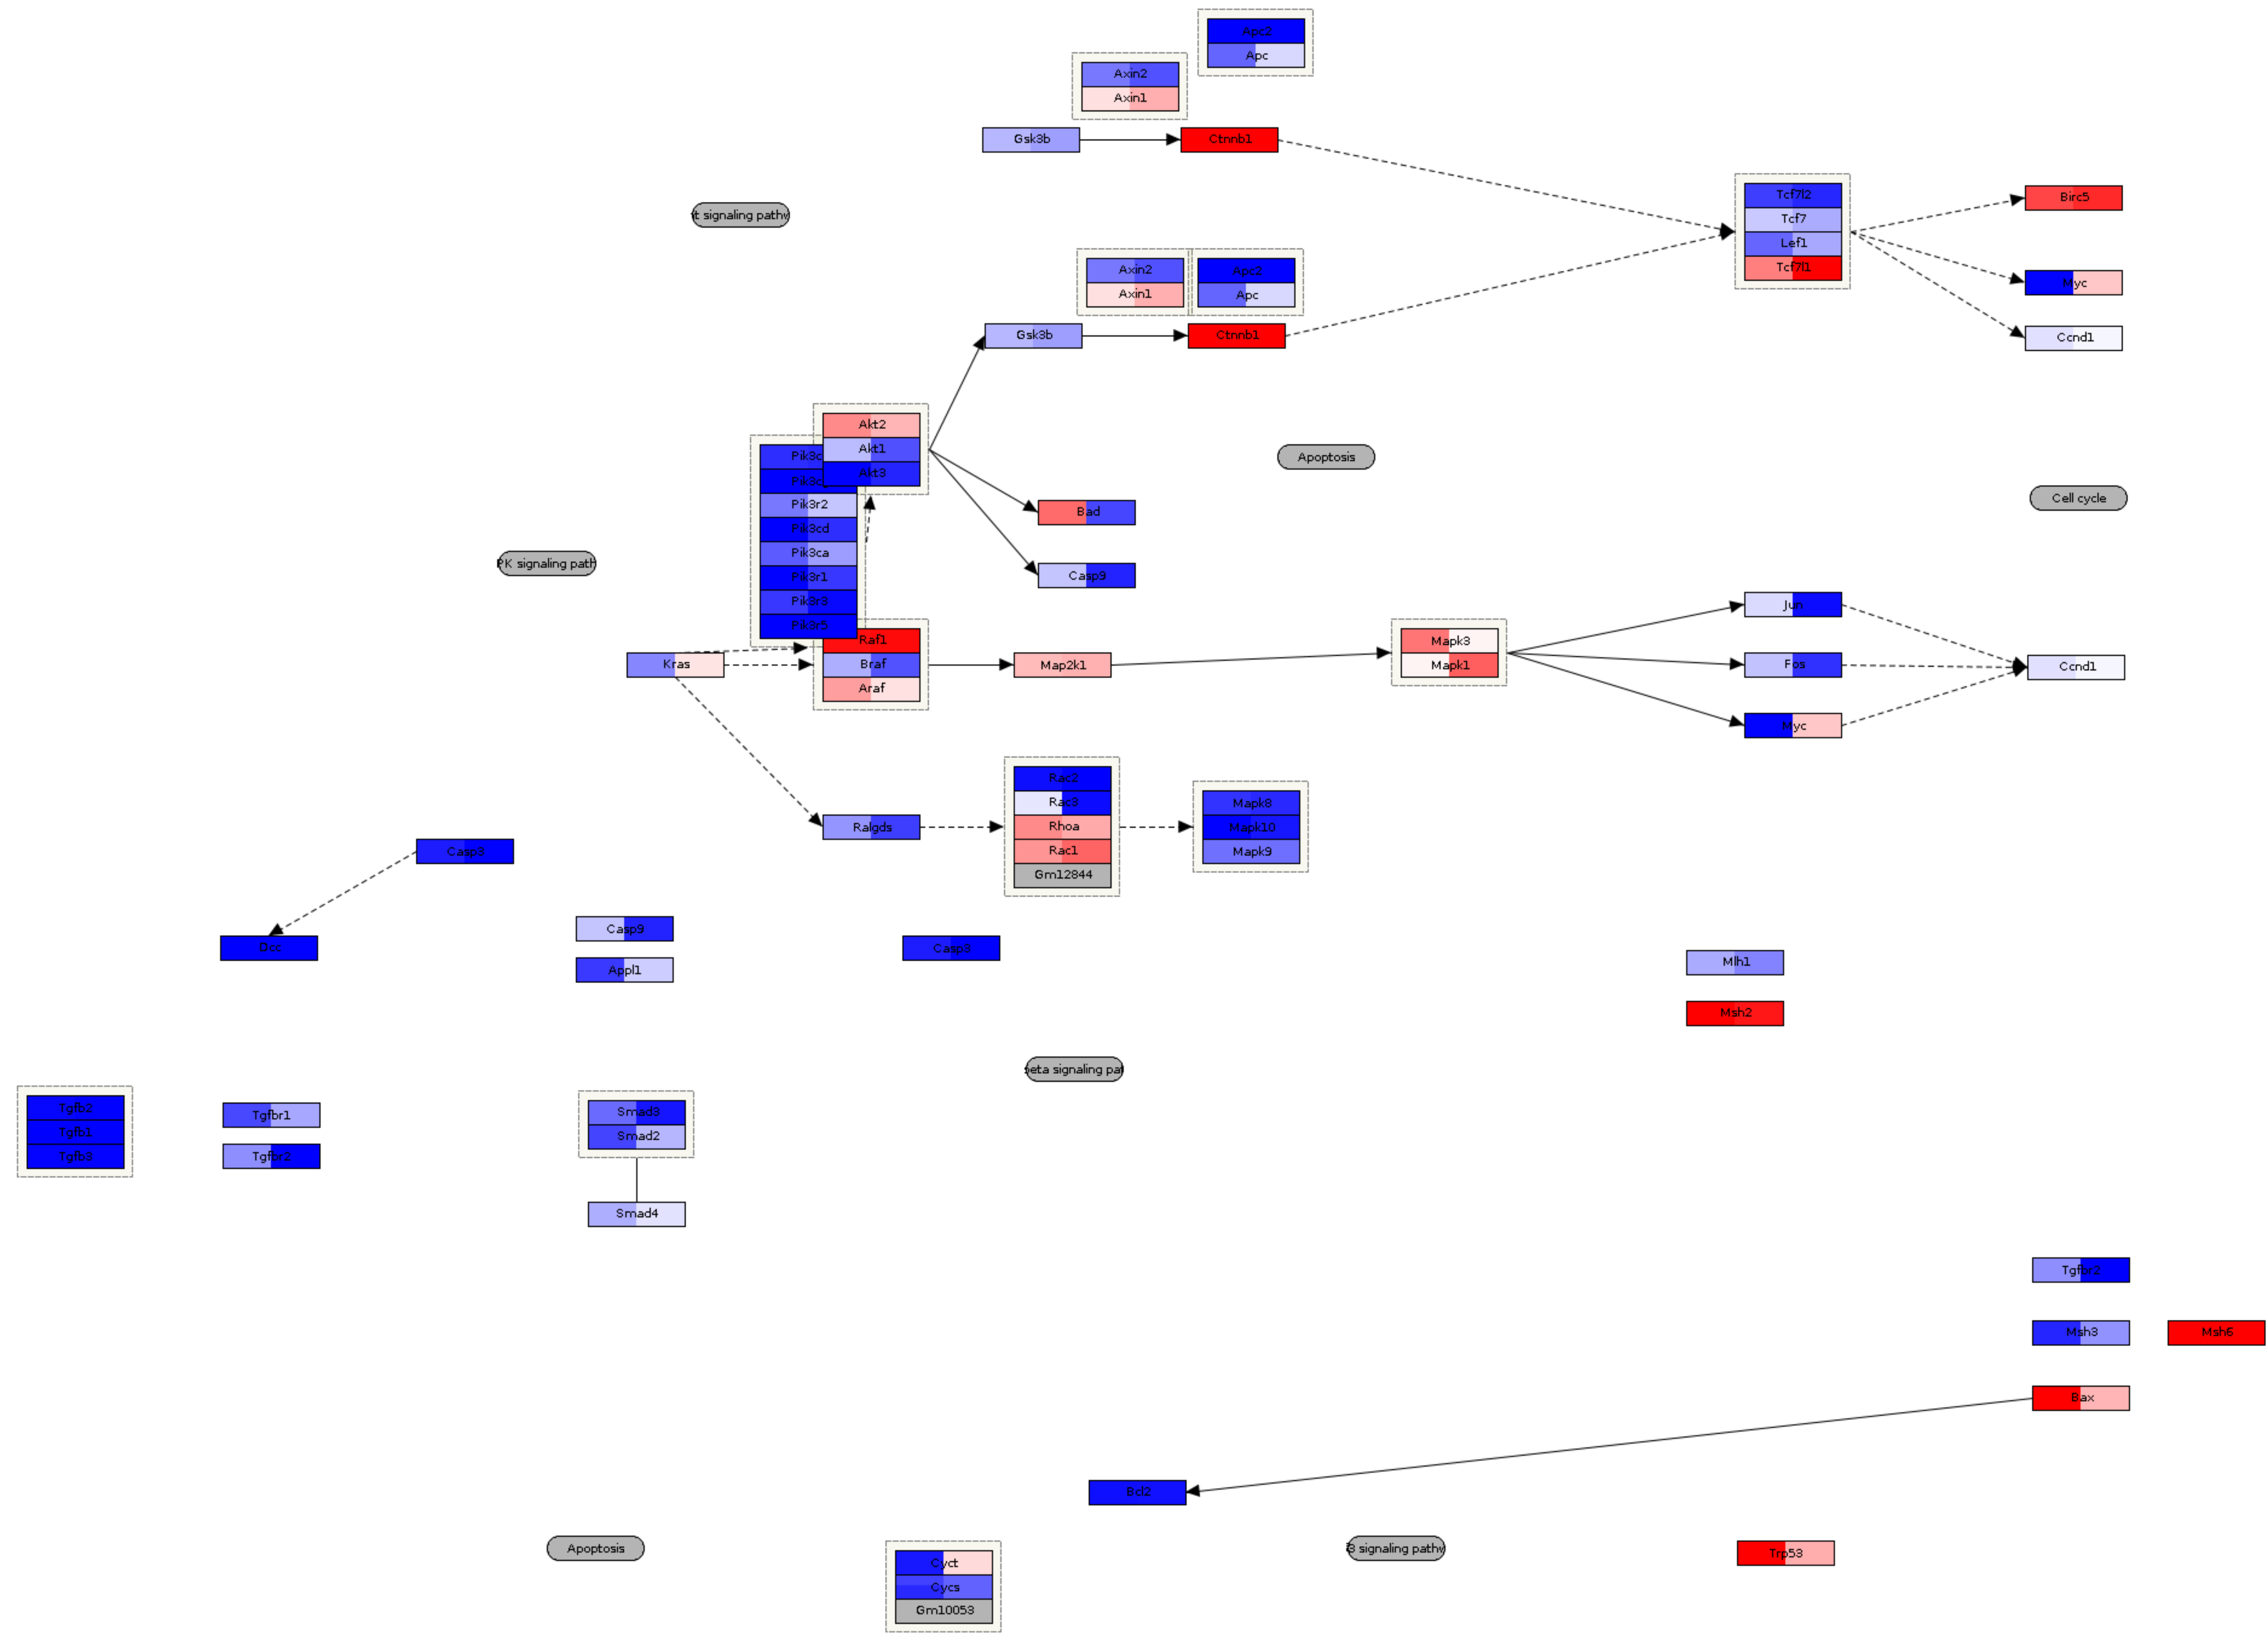 Apc2
Apc
Axin2
Axin1
Gsk3b
Ctnnb1
Tcf7l2
Tcf7
Lef1
Tcf7l1
Birc5
Myc
Ccnd1
t signaling pathw
Axin2
Axin1
Apc2
Apc
Gsk3b
Ctnnb1
Akt2
Akt1
Akt3
Pik3r2
Pik3cd
Pik3ca
Pik3r1
Pik3r3
Pik3r5
Apoptosis
Cell cycle
Bad
Casp9
PK signaling path
Raf1
Braf
Araf
Kras
Map2k1
Mapk3
Mapk1
Jun
Fos
Myc
Ccnd1
Ralgds
Rac2
Rac3
Rhoa
Rac1
Gm12844
Mapk8
Mapk10
Mapk9
Casp3
Dcc
Casp9
Appl1
Casp3
Mlh1
Msh2
beta signaling pat
Tgfb2
Tgfb1
Tgfb3
Tgfbr1
Tgfbr2
Smad3
Smad2
Smad4
Tgfbr2
Msh3
Msh6
Bax
Bcl2
Apoptosis
Cyct
Cycs
Gm10053
3 signaling pathw
Trp53